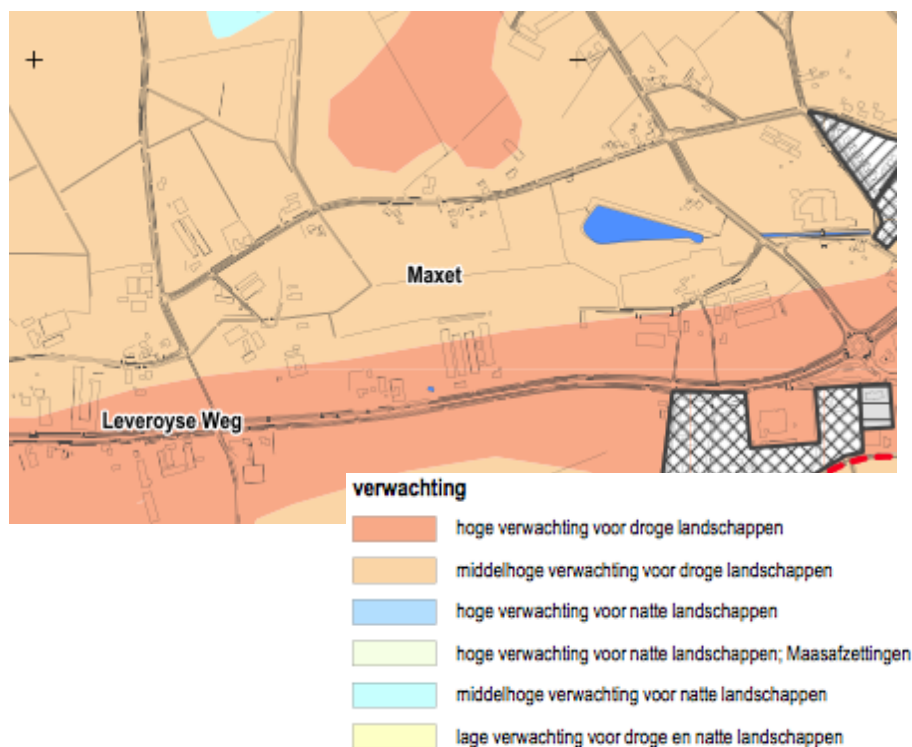 Maxet
Leveroyse Weg
verwachting
hoge verwachting voor droge landschappen
middelhoge verwachting voor droge landschappen
hoge verwachting voor natte landschappen
hoge verwachting voor natte landschappen; Maasafzettingen
middelhoge verwachting voor natte landschappen
lage verwachting voor droge en natte landschappen